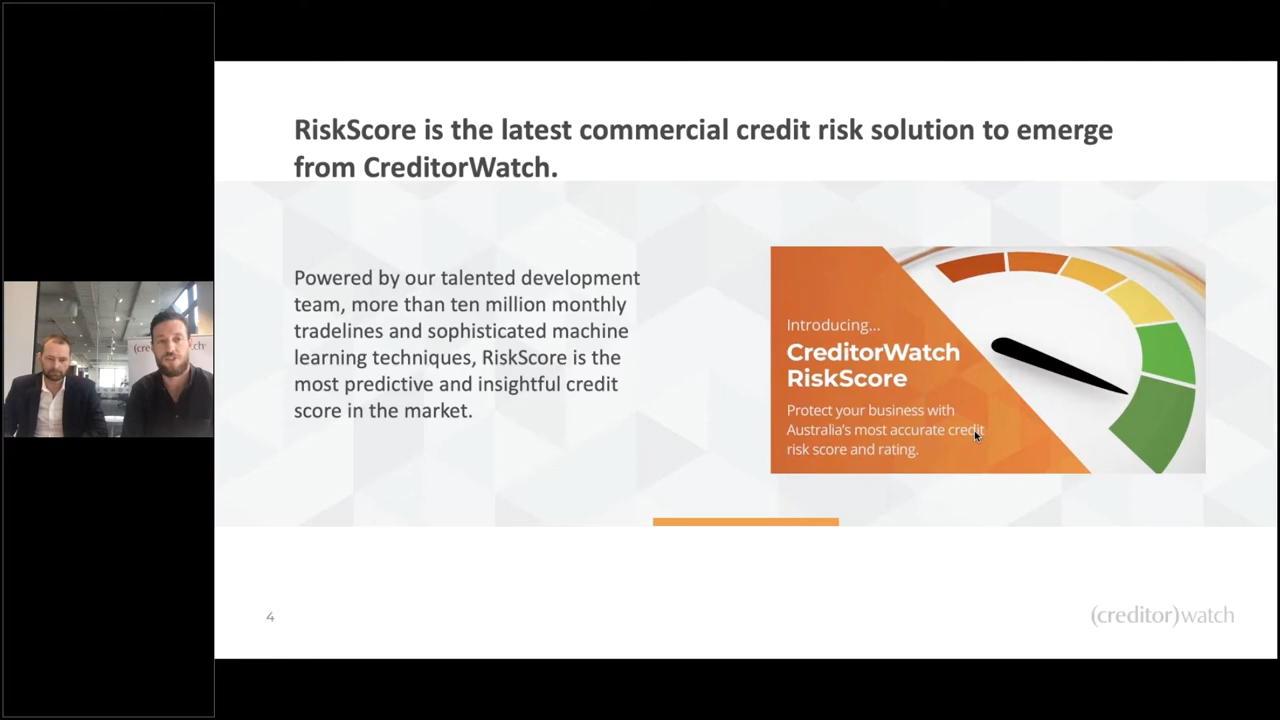 RiskScore is the latest commercial credit risk solution to emerge
from CreditorWatch.
Powered by our talented development
team, more than ten million monthly
tradelines and sophisticated machine
learning techniques, RiskScore is the
most predictive and insightful credit
score in the market.
Introducing...
CreditorWatch
RiskScore
Protect your business with
Australia's most accurate credit
risk score and rating.
4
(creditor)watch